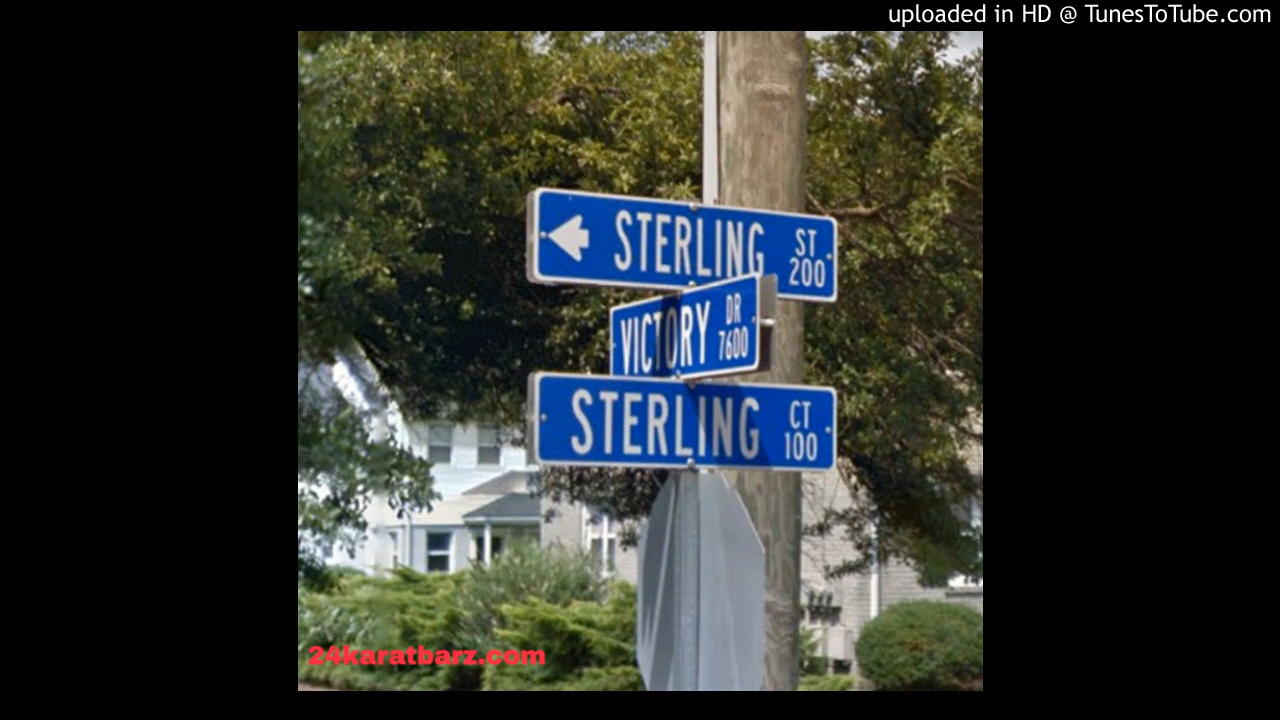 uploaded in HD @ TunesToTube.com
STERLING ST 200
VICTORY DR 7600
STERLING CT 100
24karatbarz.com